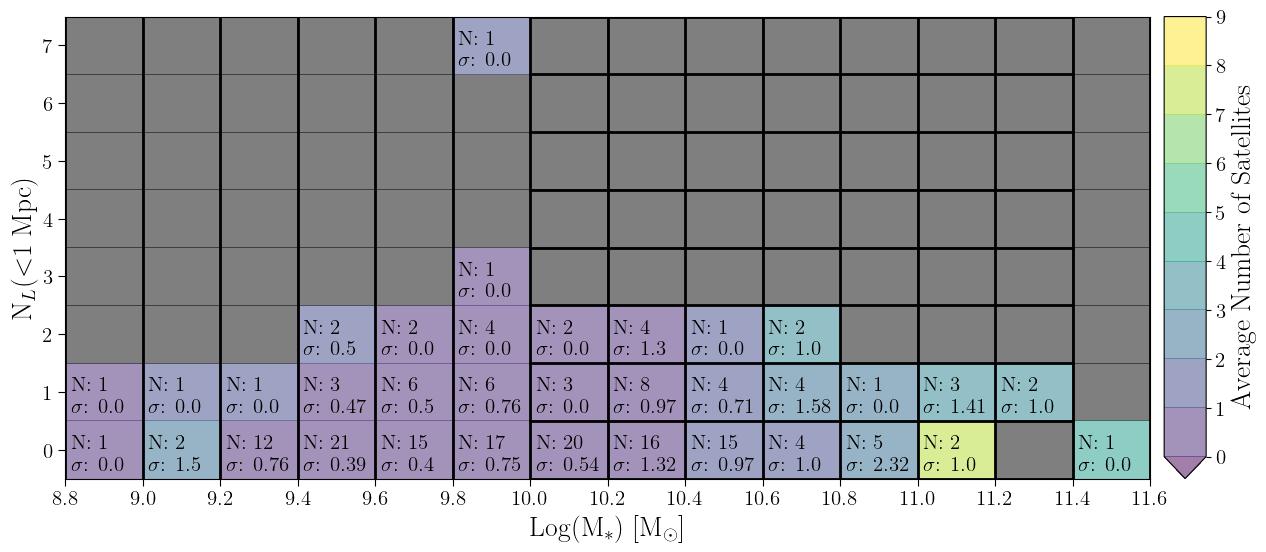 7
N: 1
σ: 0.0
6
5
4
3
N: 1
σ: 0.0
2
N: 2
σ: 0.5
N: 2
σ: 0.0
N: 4
σ: 0.0
N: 2
σ: 0.0
N: 4
σ: 1.3
N: 1
σ: 0.0
N: 2
σ: 1.0
1
N: 1
σ: 0.0
N: 1
σ: 0.0
N: 1
σ: 0.0
N: 3
σ: 0.47
N: 6
σ: 0.5
N: 6
σ: 0.76
N: 3
σ: 0.0
N: 8
σ: 0.97
N: 4
σ: 0.71
N: 4
σ: 1.58
N: 1
σ: 0.0
N: 3
σ: 1.41
N: 2
σ: 1.0
0
N: 1
σ: 0.0
N: 2
σ: 1.5
N: 12
σ: 0.76
N: 21
σ: 0.39
N: 15
σ: 0.4
N: 17
σ: 0.75
N: 20
σ: 0.54
N: 16
σ: 1.32
N: 15
σ: 0.97
N: 4
σ: 1.0
N: 5
σ: 2.32
N: 2
σ: 1.0
N: 1
σ: 0.0
8.8 9.0 9.2 9.4 9.6 9.8 10.0 10.2 10.4 10.6 10.8 11.0 11.2 11.4 11.6
Log(M<sub>*</sub>) [M<sub>⊙</sub>]
N<sub>L</sub>(<1 Mpc)
9
8
7
6
5
4
3
2
1
0
Average Number of Satellites